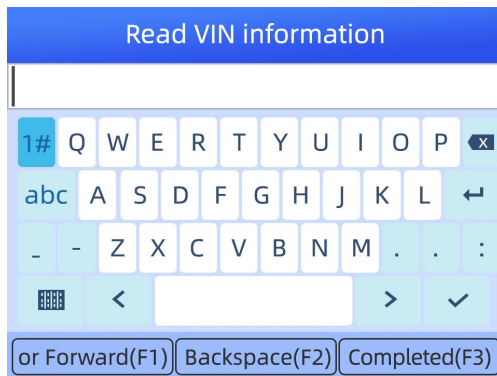 Read VIN information
1# Q W E R T Y U I O P X
abc A S D F G H J K L
_ - Z X C V B N M . . :
< >
or Forward(F1) Backspace(F2) Completed(F3)